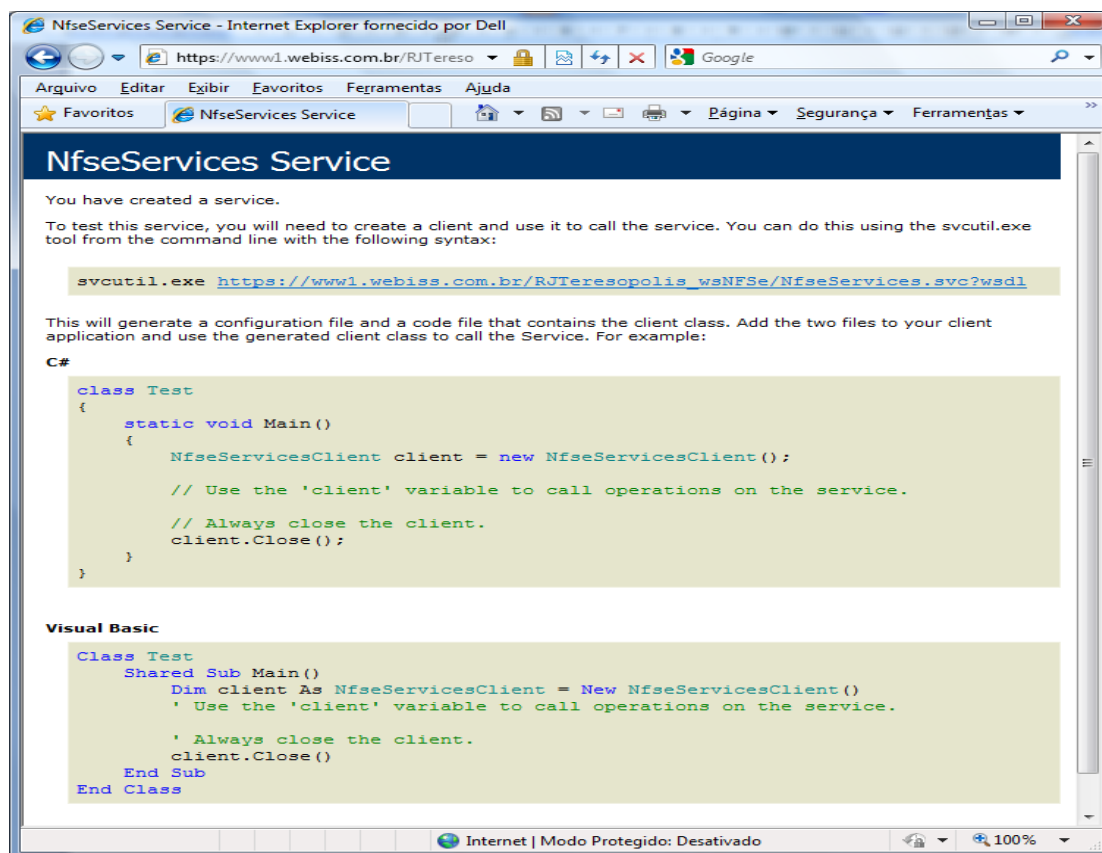 NfseServices Service - Internet Explorer fornecido por Dell
https://www1.webiss.com.br/RJTereso
Google
Arquivo Editar Exibir Favoritos Ferramentas Ajuda
Favoritos NfseServices Service Página Segurança Ferramentas »
NfseServices Service
You have created a service.
To test this service, you will need to create a client and use it to call the service. You can do this using the svcutil.exe
tool from the command line with the following syntax:
svcutil.exe https://www1.webiss.com.br/RJTeresopolis_wsNFSe/NfseServices.svc?wsdl
This will generate a configuration file and a code file that contains the client class. Add the two files to your client
application and use the generated client class to call the Service. For example:
C#
class Test
{
static void Main()
{
NfseServicesClient client = new NfseServicesClient();
// Use the 'client' variable to call operations on the service.
// Always close the client.
client.Close();
}
}
Visual Basic
Class Test
Shared Sub Main()
Dim client As NfseServicesClient = New NfseServicesClient()
' Use the 'client' variable to call operations on the service.
' Always close the client.
client.Close()
End Sub
End Class
Internet | Modo Protegido: Desativado 100%